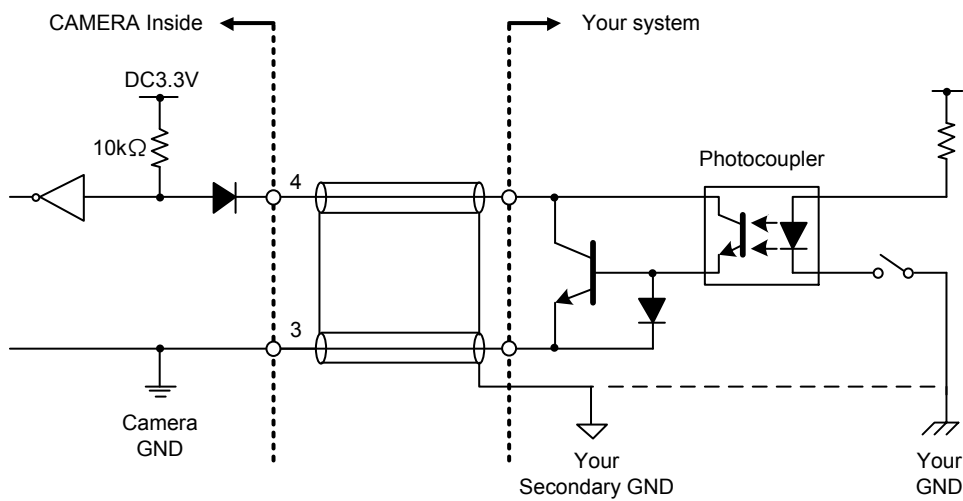 CAMERA Inside
Your system
DC3.3V
10kΩ
Photocoupler
4
3
Camera
GND
Your
Secondary GND
Your
GND